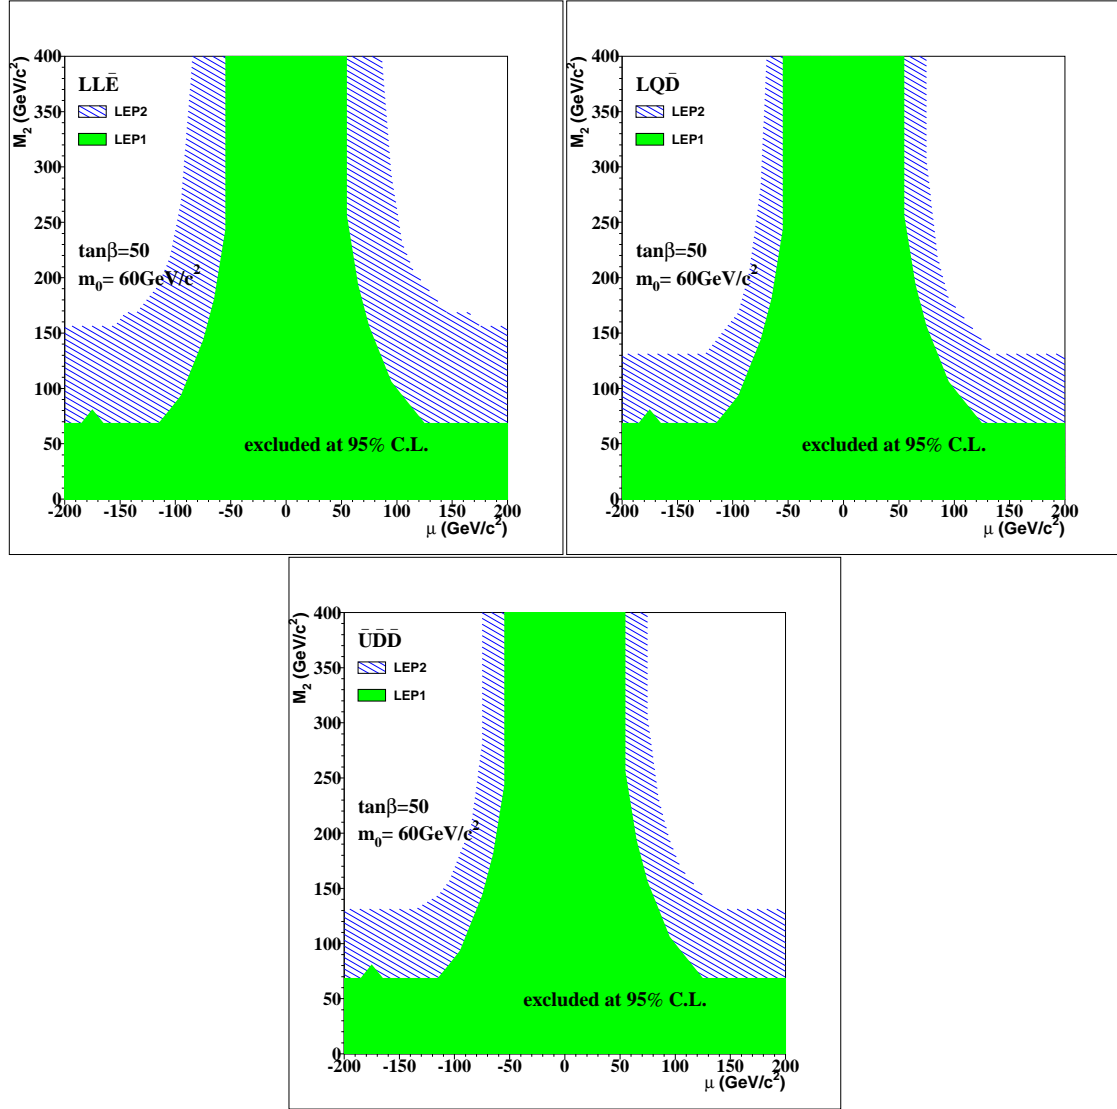 M₂ (GeV/c²)
400
350
300
250
200
150
100
50
0
LLĒ
LEP2
LEP1
tanβ=50
m₀= 60GeV/c²
excluded at 95% C.L.
-200 -150 -100 -50 0 50 100 150 200
μ (GeV/c²)
M₂ (GeV/c²)
400
350
300
250
200
150
100
50
0
LQD̄
LEP2
LEP1
tanβ=50
m₀= 60GeV/c²
excluded at 95% C.L.
-200 -150 -100 -50 0 50 100 150 200
μ (GeV/c²)
M₂ (GeV/c²)
400
350
300
250
200
150
100
50
0
ŪD̄D̄
LEP2
LEP1
tanβ=50
m₀= 60GeV/c²
excluded at 95% C.L.
-200 -150 -100 -50 0 50 100 150 200
μ (GeV/c²)